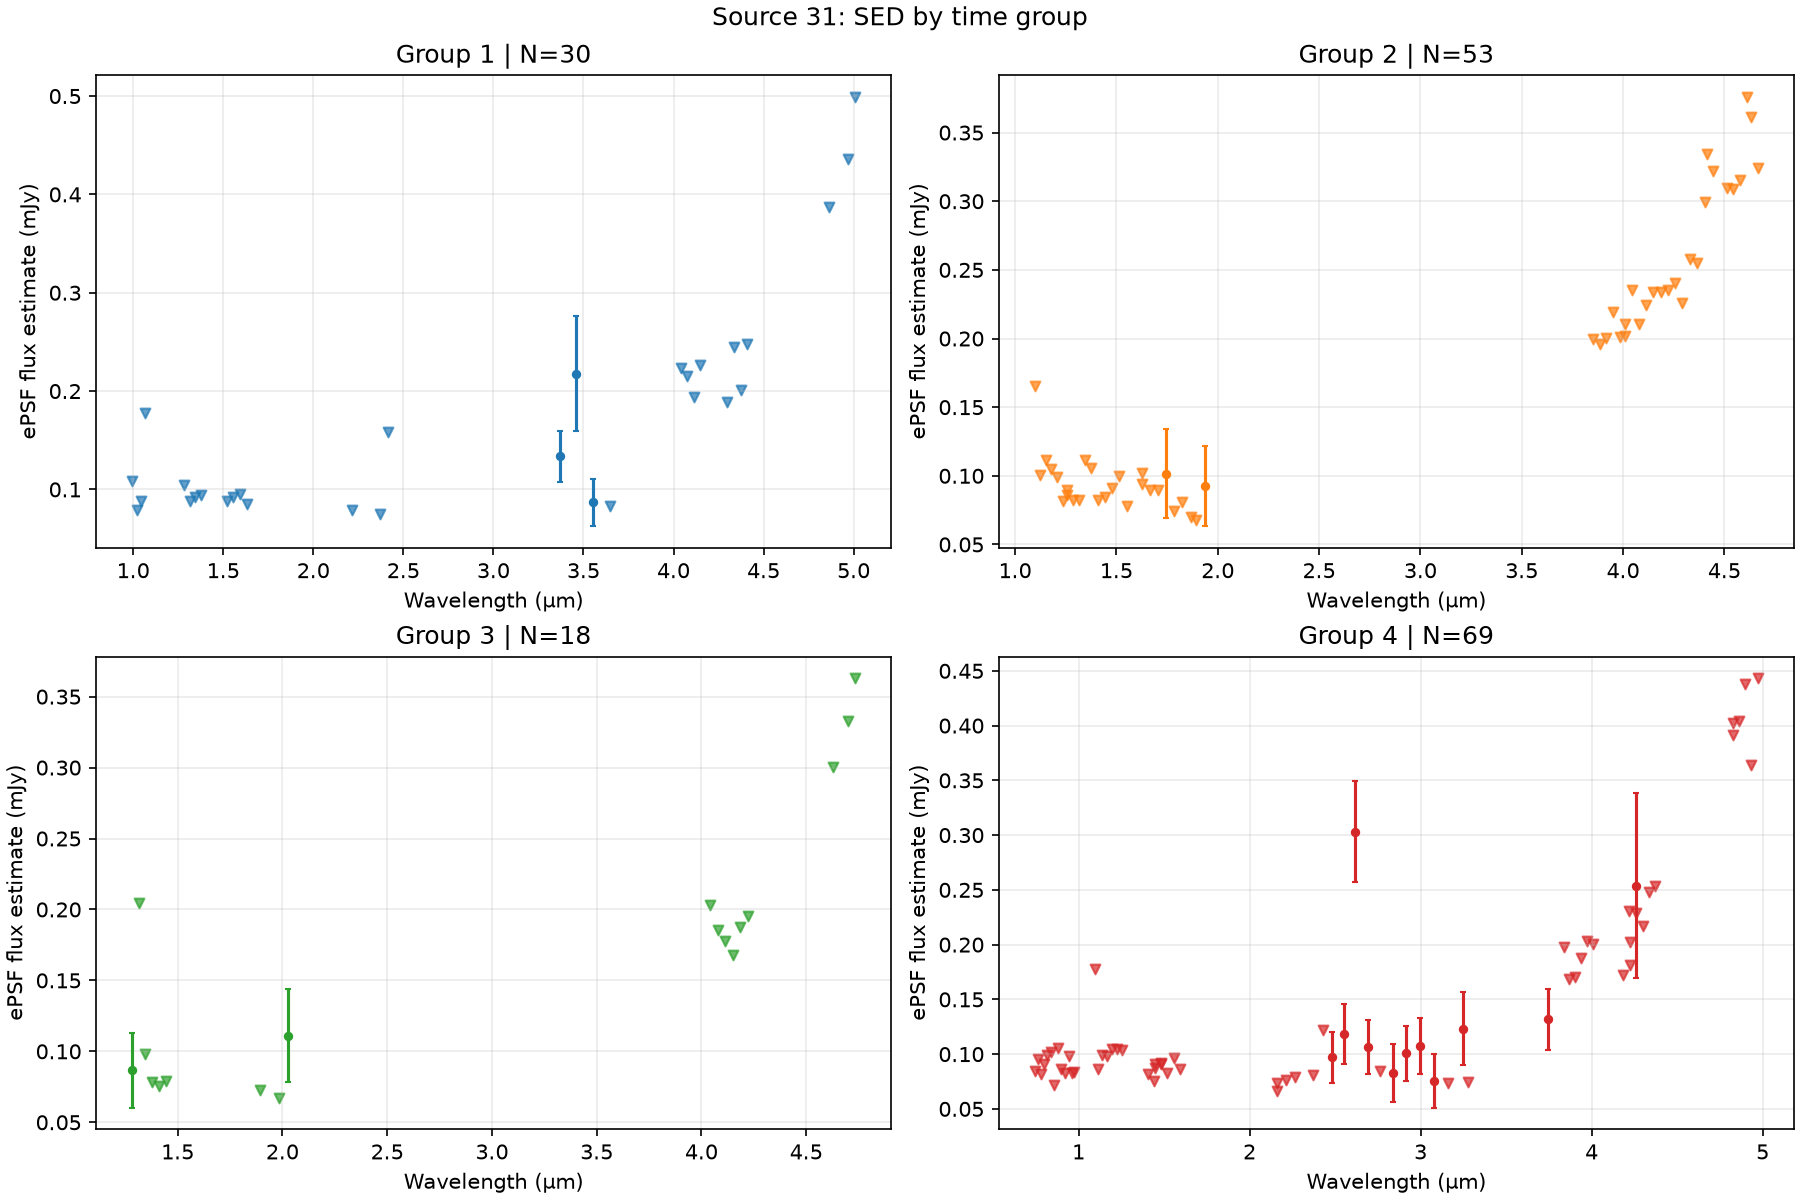 Source 31: SED by time group
Group 1 | N=30
ePSF flux estimate (mJy)
0.5
0.4
0.3
0.2
0.1
1.0 1.5 2.0 2.5 3.0 3.5 4.0 4.5 5.0
Wavelength (µm)
Group 2 | N=53
ePSF flux estimate (mJy)
0.35
0.30
0.25
0.20
0.15
0.10
0.05
1.0 1.5 2.0 2.5 3.0 3.5 4.0 4.5
Wavelength (µm)
Group 3 | N=18
ePSF flux estimate (mJy)
0.35
0.30
0.25
0.20
0.15
0.10
0.05
1.5 2.0 2.5 3.0 3.5 4.0 4.5
Wavelength (µm)
Group 4 | N=69
ePSF flux estimate (mJy)
0.45
0.40
0.35
0.30
0.25
0.20
0.15
0.10
0.05
1 2 3 4 5
Wavelength (µm)